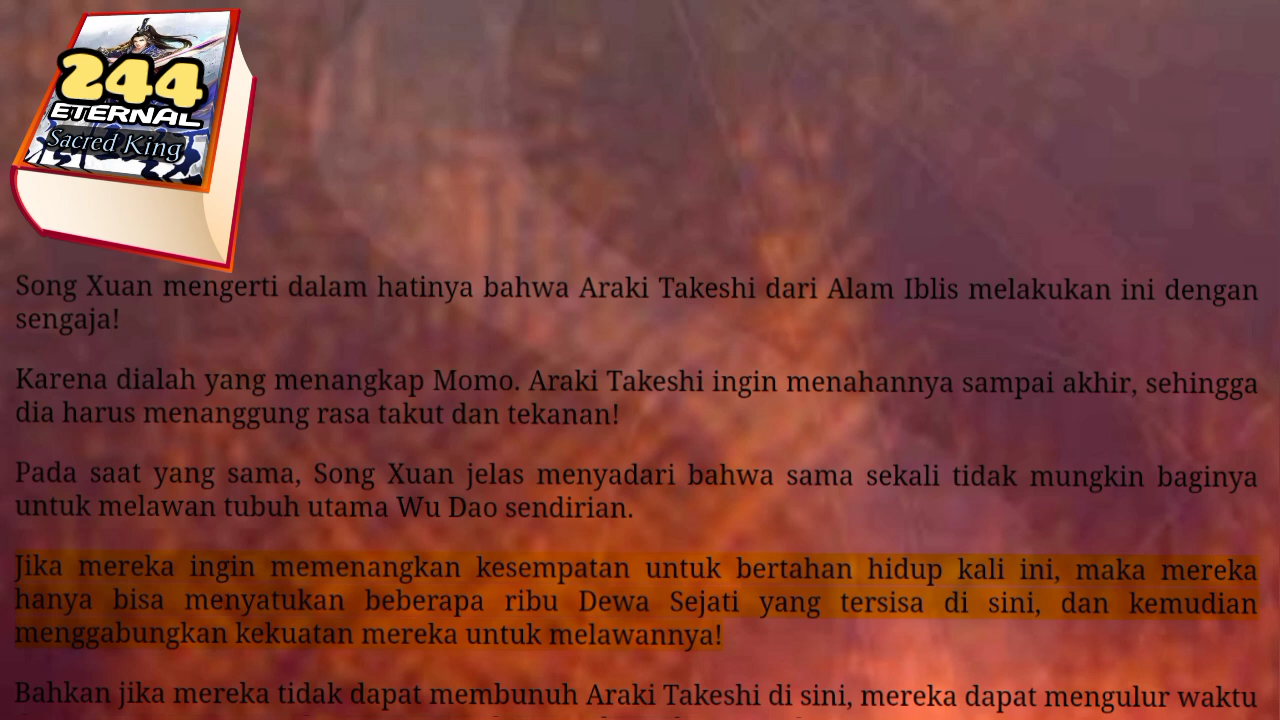 244
ETERNAL
Sacred King
Song Xuan mengerti dalam hatinya bahwa Araki Takeshi dari Alam Iblis melakukan ini dengan
sengaja!
Karena dialah yang menangkap Momo. Araki Takeshi ingin menahannya sampai akhir, sehingga
dia harus menanggung rasa takut dan tekanan!
Pada saat yang sama, Song Xuan jelas menyadari bahwa sama sekali tidak mungkin baginya
untuk melawan tubuh utama Wu Dao sendirian.
Jika mereka ingin memenangkan kesempatan untuk bertahan hidup kali ini, maka mereka
hanya bisa menyatukan beberapa ribu Dewa Sejati yang tersisa di sini, dan kemudian
menggabungkan kekuatan mereka untuk melawannya!
Bahkan jika mereka tidak dapat membunuh Araki Takeshi di sini, mereka dapat mengulur waktu